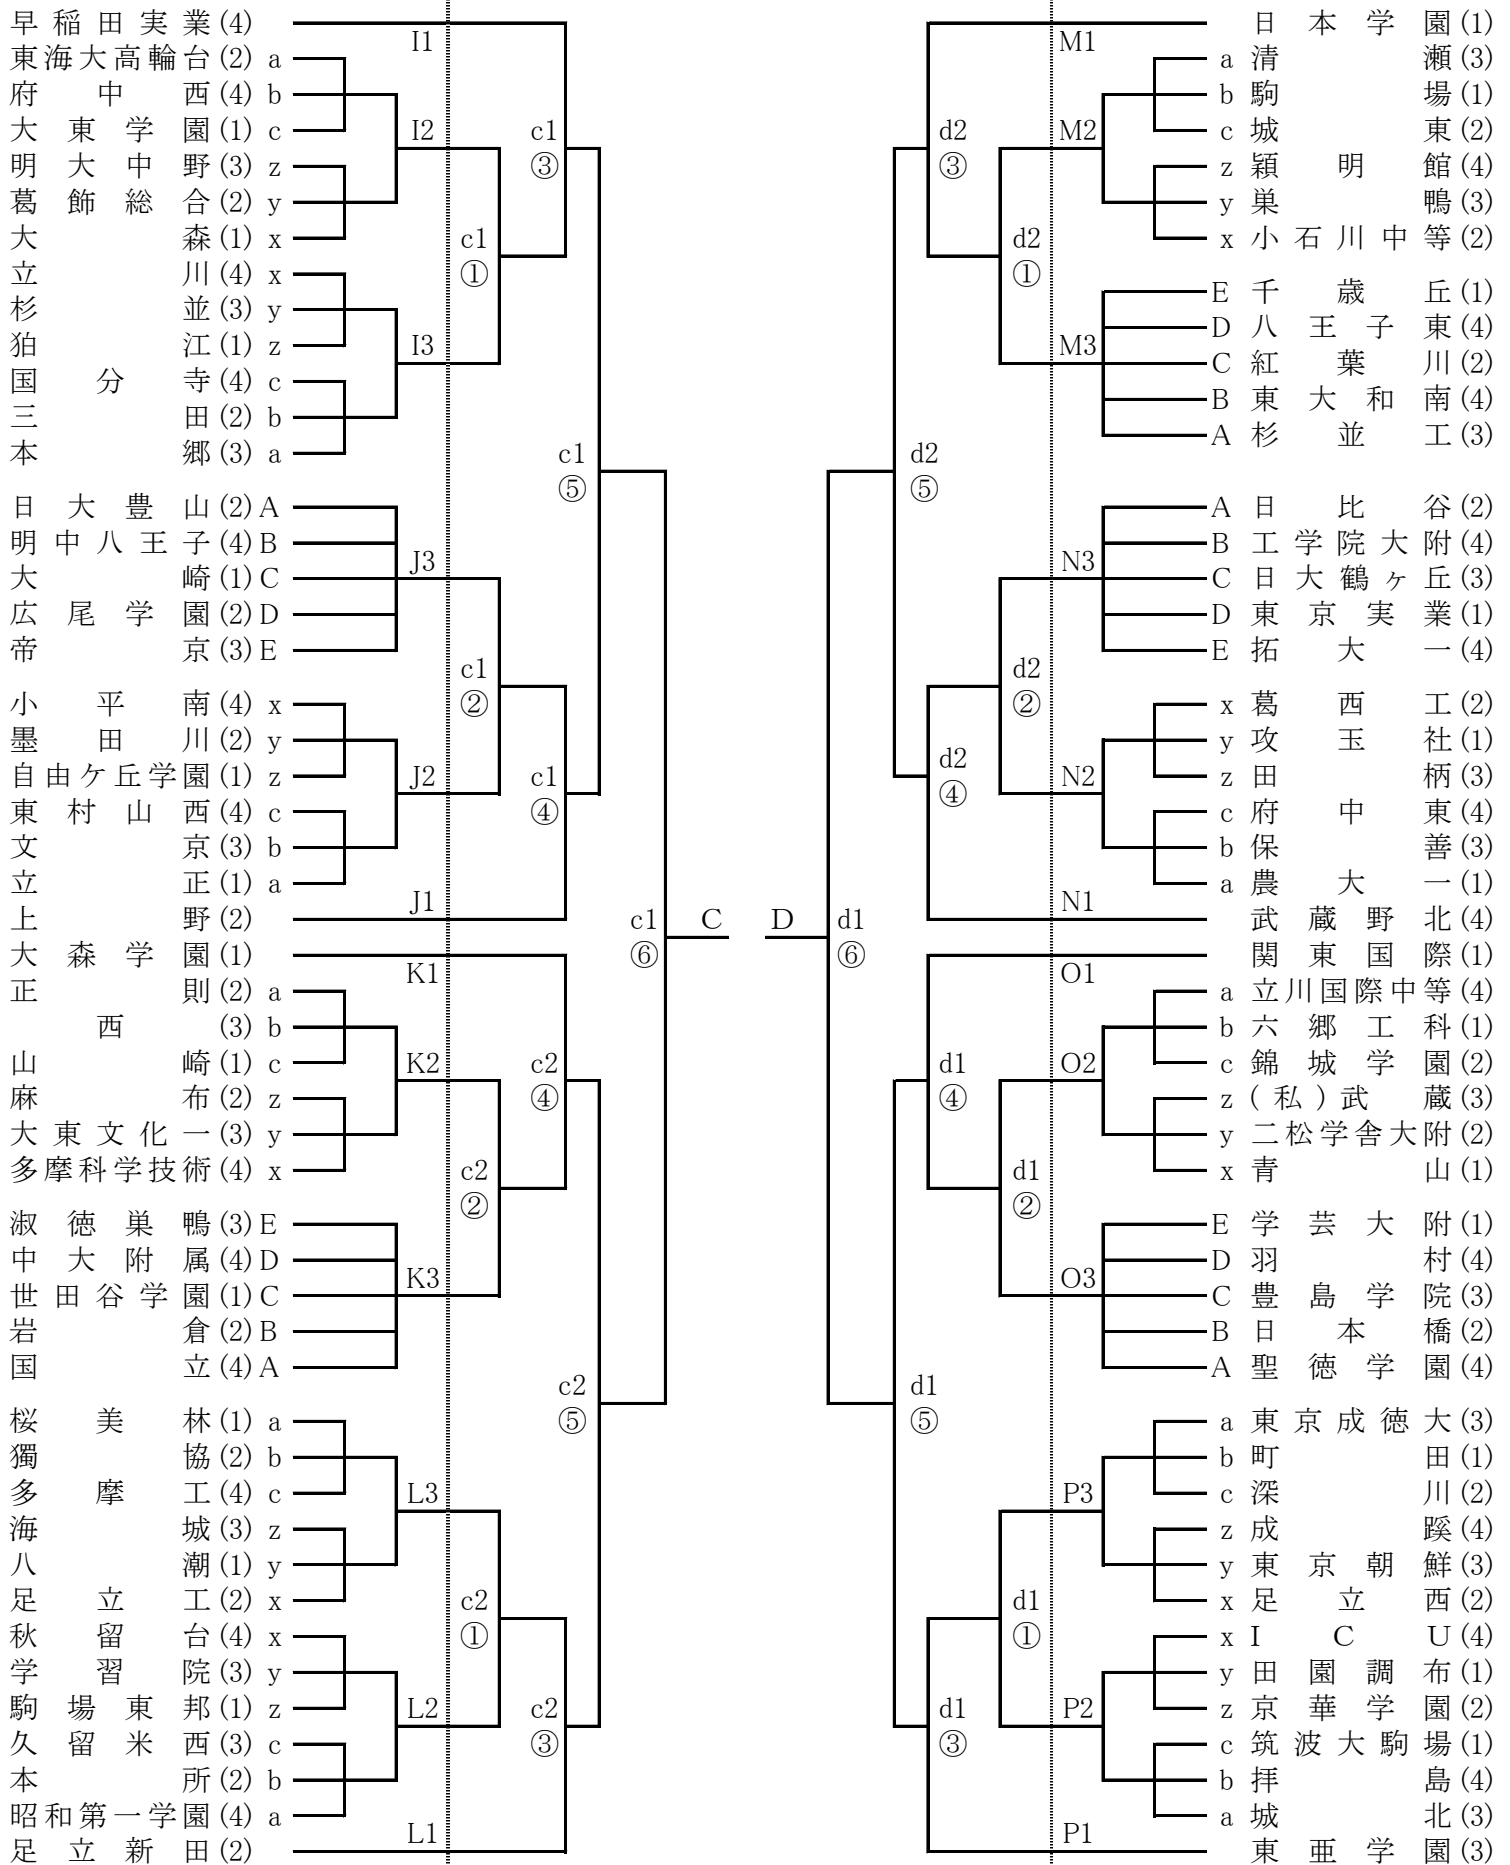 早稲田実業(4)
東海大高輪台(2) a
府中西(4) b
大東学園(1) c
明大中野(3) z
葛飾総合(2) y
大森(1) x
立川(4) x
杉並(3) y
狛江(1) z
国分寺(4) c
三田(2) b
本郷(3) a
I1
I2
I3
c1
①
c1
③
日大豊山(2) A
明中八王子(4) B
大崎(1) C
広尾学園(2) D
帝京(3) E
小平南(4) x
墨田川(2) y
自由ケ丘学園(1) z
東村山西(4) c
文京(3) b
立正(1) a
上野(2)
J3
J2
J1
c1
②
c1
④
c1
⑤
大森学園(1)
正則(2) a
西(3) b
山崎(1) c
麻布(2) z
大東文化一(3) y
多摩科学技術(4) x
淑徳巣鴨(3) E
中大附属(4) D
世田谷学園(1) C
岩倉(2) B
国立(4) A
K1
K2
K3
c2
②
c2
④
桜美林(1) a
獨協(2) b
多摩工(4) c
海城(3) z
八潮(1) y
足立工(2) x
秋留台(4) x
学習院(3) y
駒場東邦(1) z
久留米西(3) c
本所(2) b
昭和第一学園(4) a
足立新田(2)
L3
L2
L1
c2
①
c2
③
c2
⑤
c1
⑥
C
D
d1
⑥
日本学園(1)
a 清瀬(3)
b 駒場(1)
c 城東(2)
z 穎明館(4)
y 巣鴨(3)
x 小石川中等(2)
E 千歳丘(1)
D 八王子東(4)
C 紅葉川(2)
B 東大和南(4)
A 杉並工(3)
M1
M2
M3
d2
①
d2
③
A 日比谷(2)
B 工学院大附(4)
C 日大鶴ヶ丘(3)
D 東京実業(1)
E 拓大一(4)
x 葛西工(2)
y 攻玉社(1)
z 田柄(3)
c 府中東(4)
b 保善(3)
a 農大一(1)
武蔵野北(4)
N3
N2
N1
d2
②
d2
④
d2
⑤
関東国際(1)
a 立川国際中等(4)
b 六郷工科(1)
c 錦城学園(2)
z (私)武蔵(3)
y 二松学舎大附(2)
x 青山(1)
E 学芸大附(1)
D 羽村(4)
C 豊島学院(3)
B 日本橋(2)
A 聖徳学園(4)
O1
O2
O3
d1
②
d1
④
a 東京成徳大(3)
b 町田(1)
c 深川(2)
z 成蹊(4)
y 東京朝鮮(3)
x 足立西(2)
x ICU(4)
y 田園調布(1)
z 京華学園(2)
c 筑波大駒場(1)
b 拝島(4)
a 城北(3)
東亜学園(3)
P3
P2
P1
d1
①
d1
③
d1
⑤